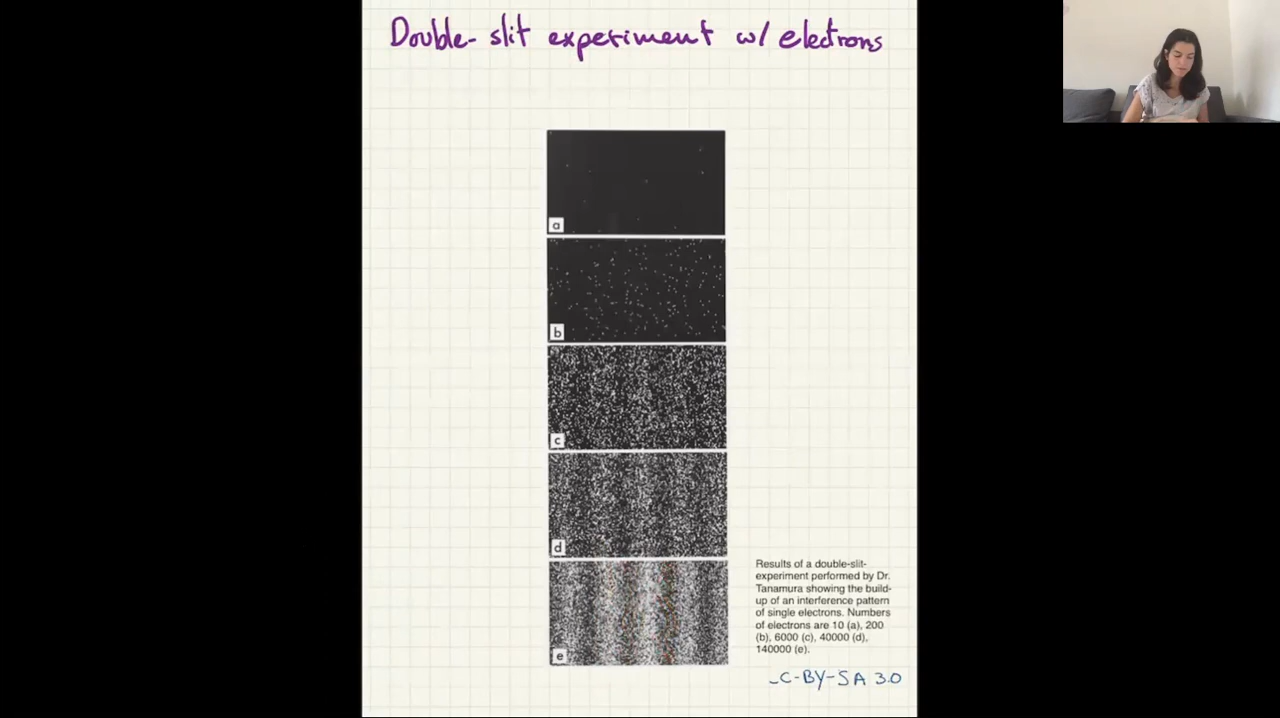 Double-slit experiment w/ electrons
a
b
c
d
e
Results of a double-slit-
experiment performed by Dr.
Tanamura showing the build-
up of an interference pattern
of single electrons. Numbers
of electrons are 10 (a), 200
(b), 6000 (c), 40000 (d),
140000 (e).
_C-BY-SA 3.0